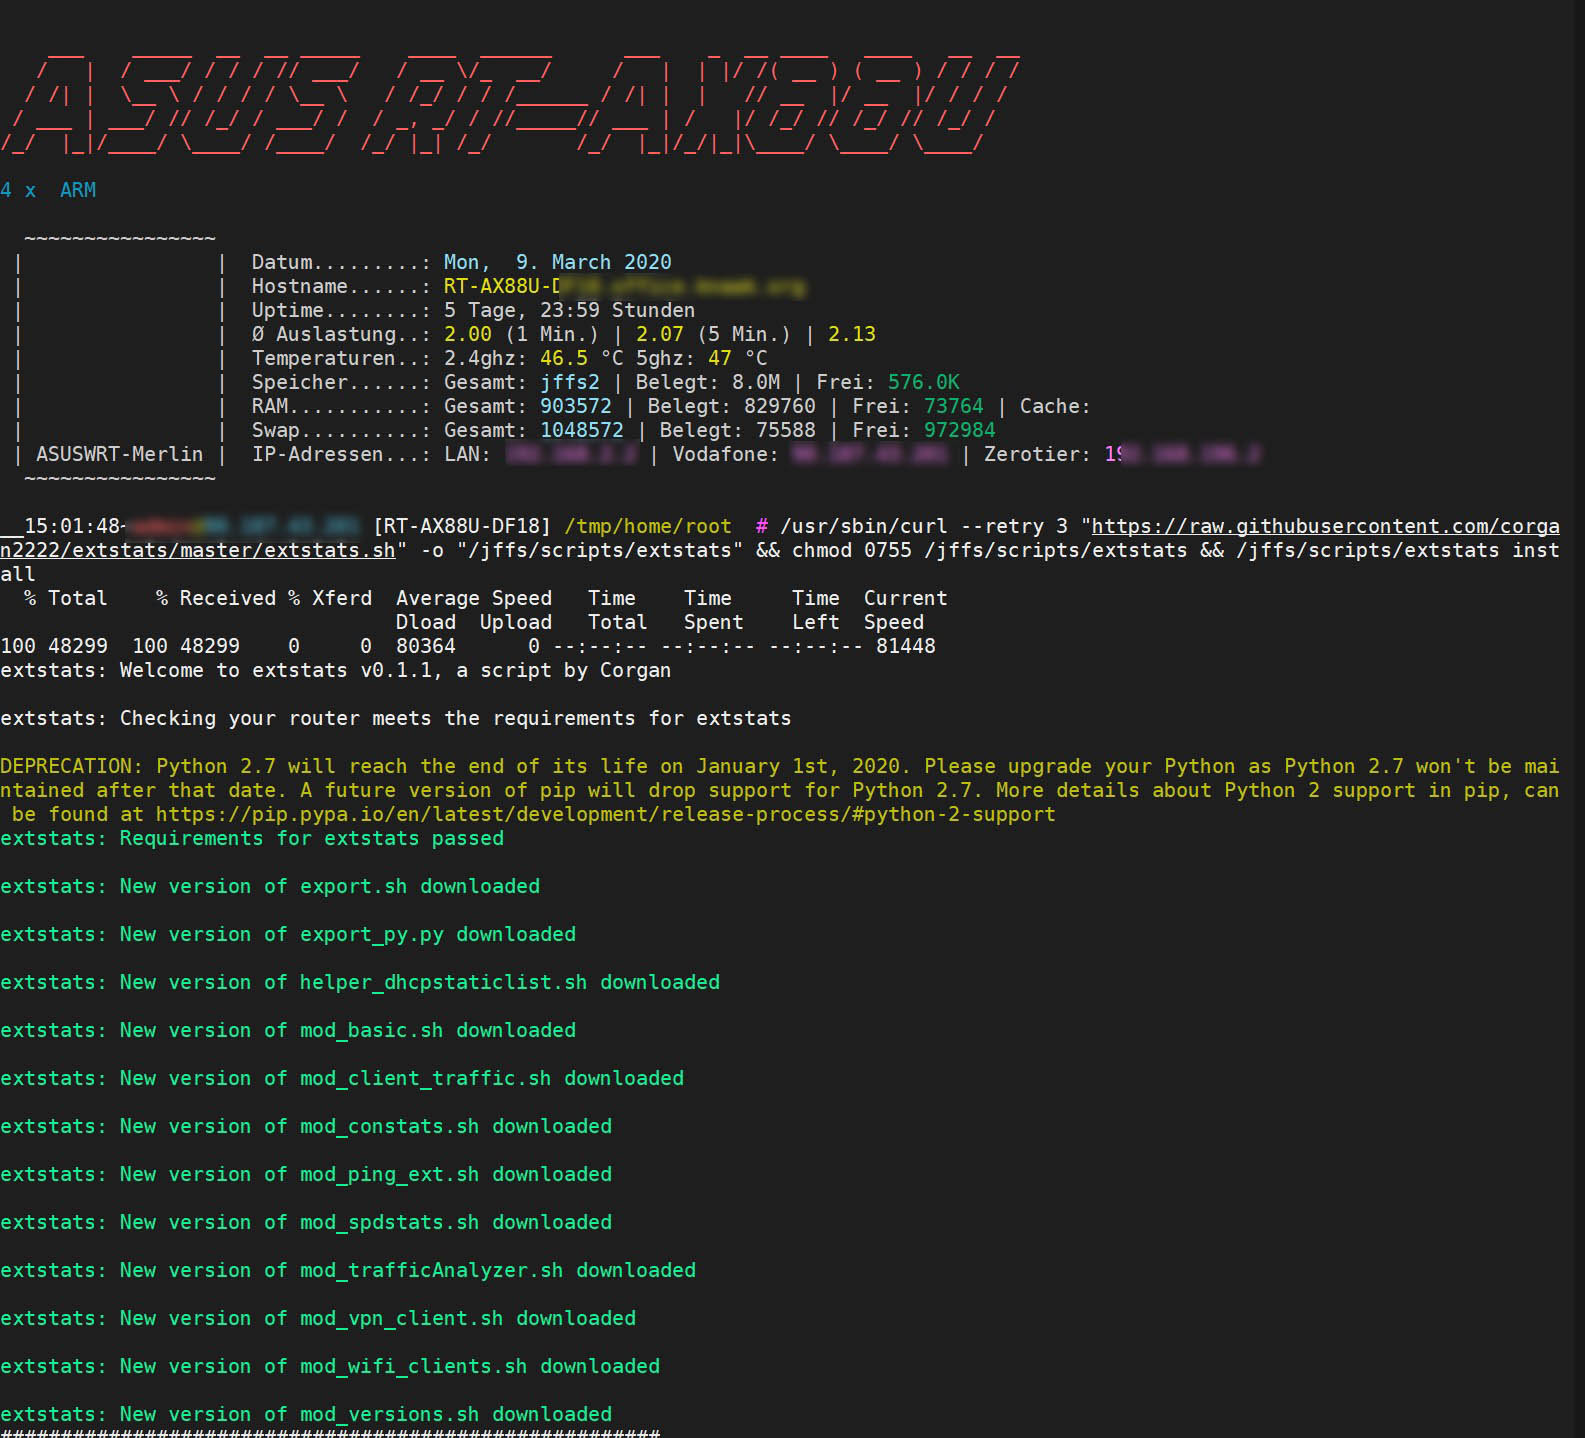 ASUS RT-AX88U
4 x  ARM
~~~~~~~~~~~~~~~~
|                |  Datum.........: Mon,  9. March 2020
|                |  Hostname......: RT-AX88U-
|                |  Uptime........: 5 Tage, 23:59 Stunden
|                |  Ø Auslastung..: 2.00 (1 Min.) | 2.07 (5 Min.) | 2.13
|                |  Temperaturen..: 2.4ghz: 46.5 °C 5ghz: 47 °C
|                |  Speicher......: Gesamt: jffs2 | Belegt: 8.0M | Frei: 576.0K
|                |  RAM...........: Gesamt: 903572 | Belegt: 829760 | Frei: 73764 | Cache:
|                |  Swap..........: Gesamt: 1048572 | Belegt: 75588 | Frei: 972984
| ASUSWRT-Merlin |  IP-Adressen...: LAN: | Vodafone: | Zerotier:
~~~~~~~~~~~~~~~~
__15:01:48- [RT-AX88U-DF18] /tmp/home/root  # /usr/sbin/curl --retry 3 "https://raw.githubusercontent.com/corga
n2222/extstats/master/extstats.sh" -o "/jffs/scripts/extstats" && chmod 0755 /jffs/scripts/extstats && /jffs/scripts/extstats inst
all
% Total    % Received % Xferd  Average Speed   Time    Time     Time  Current
Dload  Upload   Total   Spent    Left  Speed
100 48299  100 48299    0     0  80364      0 --:--:-- --:--:-- --:--:-- 81448
extstats: Welcome to extstats v0.1.1, a script by Corgan
extstats: Checking your router meets the requirements for extstats
DEPRECATION: Python 2.7 will reach the end of its life on January 1st, 2020. Please upgrade your Python as Python 2.7 won't be mai
ntained after that date. A future version of pip will drop support for Python 2.7. More details about Python 2 support in pip, can
be found at https://pip.pypa.io/en/latest/development/release-process/#python-2-support
extstats: Requirements for extstats passed
extstats: New version of export.sh downloaded
extstats: New version of export_py.py downloaded
extstats: New version of helper_dhcpstaticlist.sh downloaded
extstats: New version of mod_basic.sh downloaded
extstats: New version of mod_client_traffic.sh downloaded
extstats: New version of mod_constats.sh downloaded
extstats: New version of mod_ping_ext.sh downloaded
extstats: New version of mod_spdstats.sh downloaded
extstats: New version of mod_trafficAnalyzer.sh downloaded
extstats: New version of mod_vpn_client.sh downloaded
extstats: New version of mod_wifi_clients.sh downloaded
extstats: New version of mod_versions.sh downloaded
#######################################################